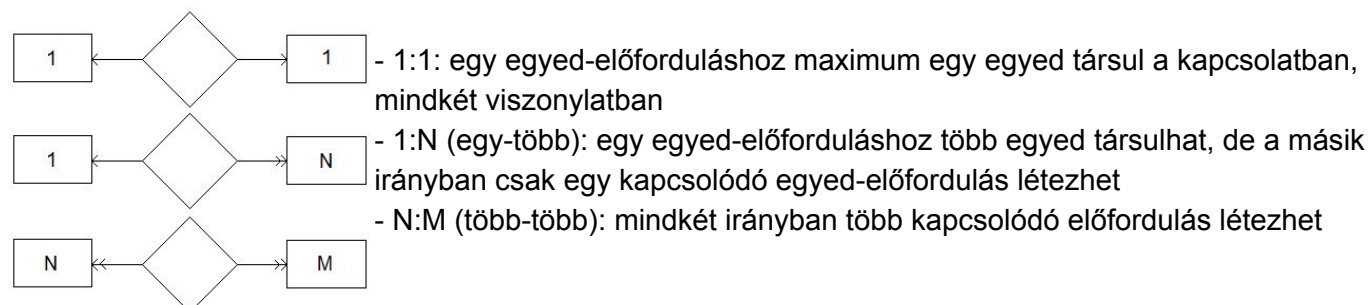 1 1
- 1:1: egy egyed-előforduláshoz maximum egy egyed társul a kapcsolatban,
mindkét viszonylatban
1 N
- 1:N (egy-több): egy egyed-előforduláshoz több egyed társulhat, de a másik
irányban csak egy kapcsolódó egyed-előfordulás létezhet
- N:M (több-több): mindkét irányban több kapcsolódó előfordulás létezhet
N M